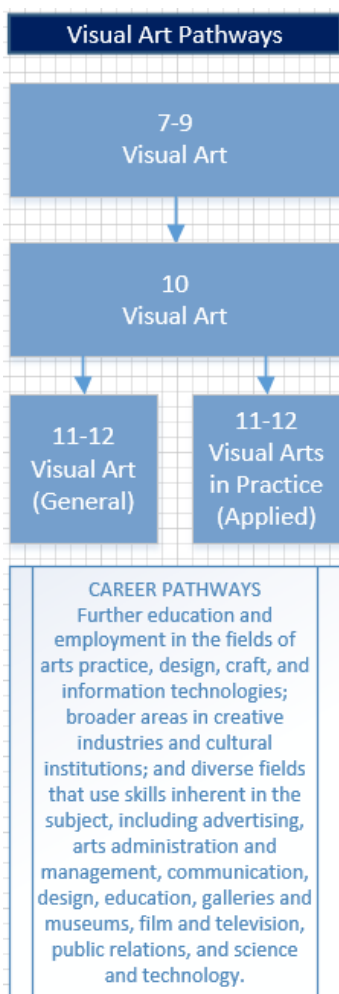 Visual Art Pathways
7-9
Visual Art
10
Visual Art
11-12
Visual Art
(General)
11-12
Visual Arts
in Practice
(Applied)
CAREER PATHWAYS
Further education and
employment in the fields of
arts practice, design, craft, and
information technologies;
broader areas in creative
industries and cultural
institutions; and diverse fields
that use skills inherent in the
subject, including advertising,
arts administration and
management, communication,
design, education, galleries and
museums, film and television,
public relations, and science
and technology.